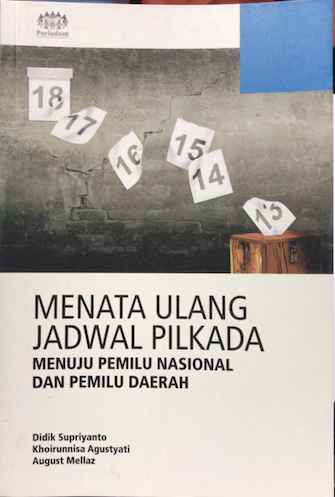 Perludem
18
17
16
15
14
13
MENATA ULANG
JADWAL PILKADA
MENUJU PEMILU NASIONAL
DAN PEMILU DAERAH
Didik Supriyanto
Khoirunnisa Agustyati
August Mellaz